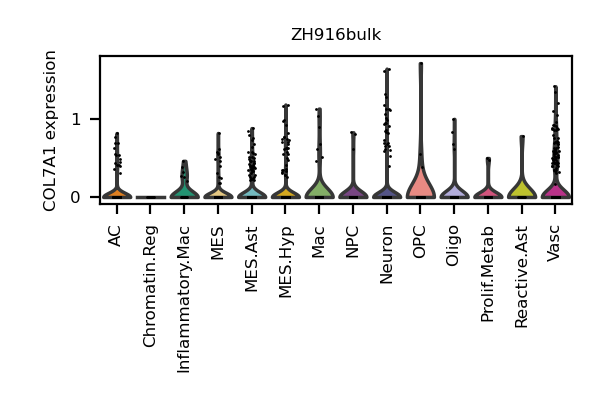 ZH916bulk
COL7A1 expression
1
0
AC
Chromatin.Reg
Inflammatory.Mac
MES
MES.Ast
MES.Hyp
Mac
NPC
Neuron
OPC
Oligo
Prolif.Metab
Reactive.Ast
Vasc